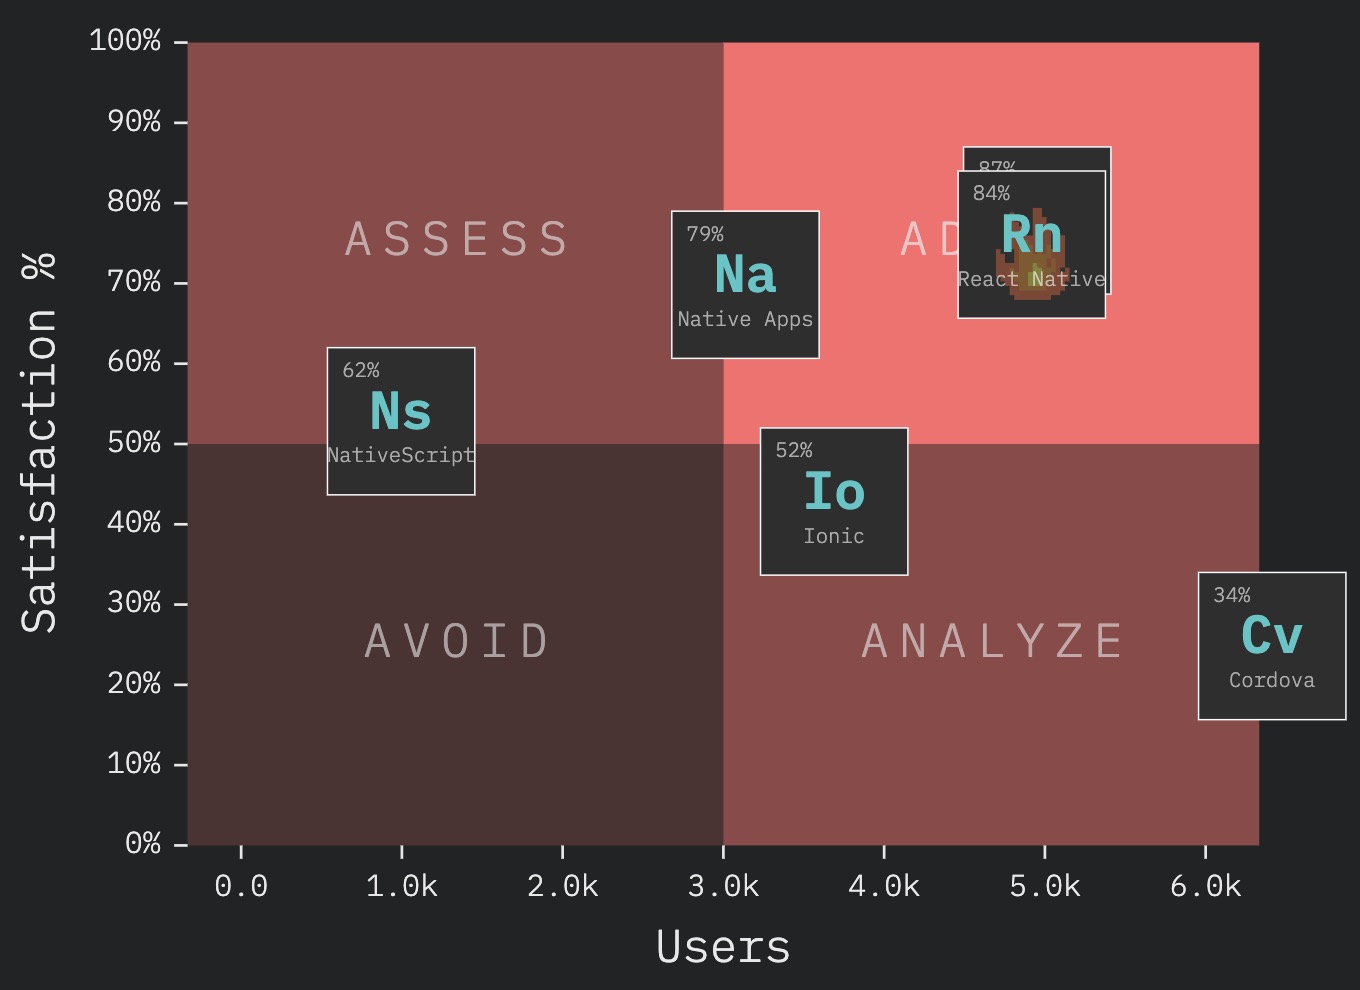 100%
90%
80%
70%
60%
50%
40%
30%
20%
10%
0%
Satisfaction %
ASSESS
AD
AVOID
ANALYZE
87%
84%
Rn
React Native
79%
Na
Native Apps
62%
Ns
NativeScript
52%
Io
Ionic
34%
Cv
Cordova
0.0 1.0k 2.0k 3.0k 4.0k 5.0k 6.0k
Users